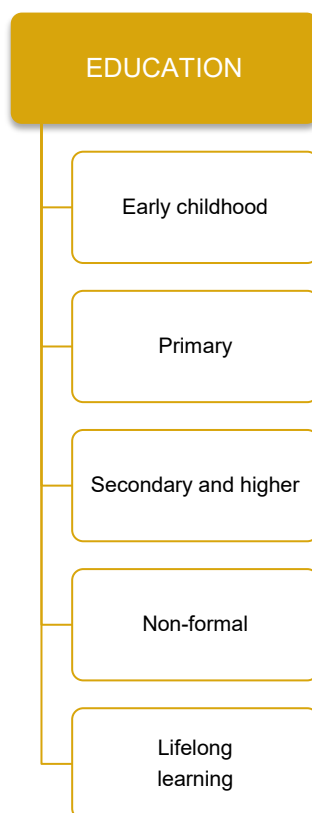 EDUCATION
Early childhood
Primary
Secondary and higher
Non-formal
Lifelong
learning